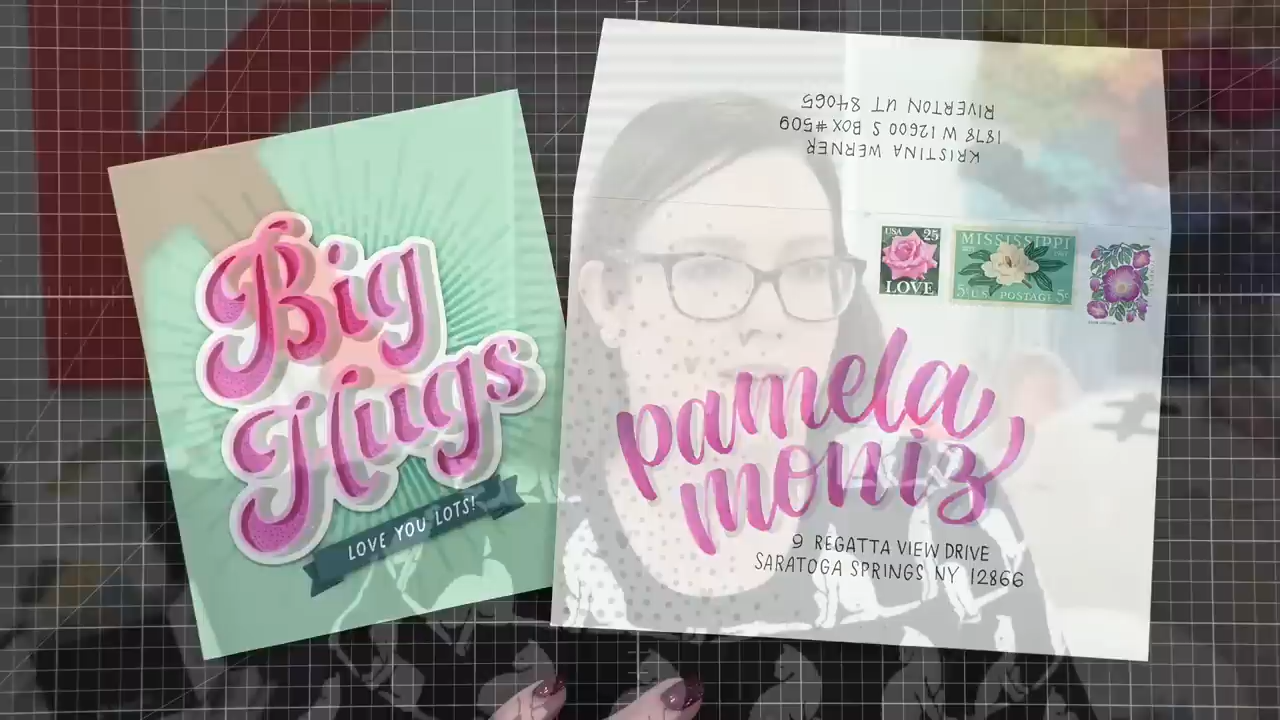 Big
Hugs
LOVE YOU LOTS!
KRISTINA WERNER
1878 W 12600 S BOX #509
RIVERTON UT 84065
USA 25
LOVE
MISSISSIPPI
5c U.S. POSTAGE 5c
pamela
moniz
9 REGATTA VIEW DRIVE
SARATOGA SPRINGS NY 12866